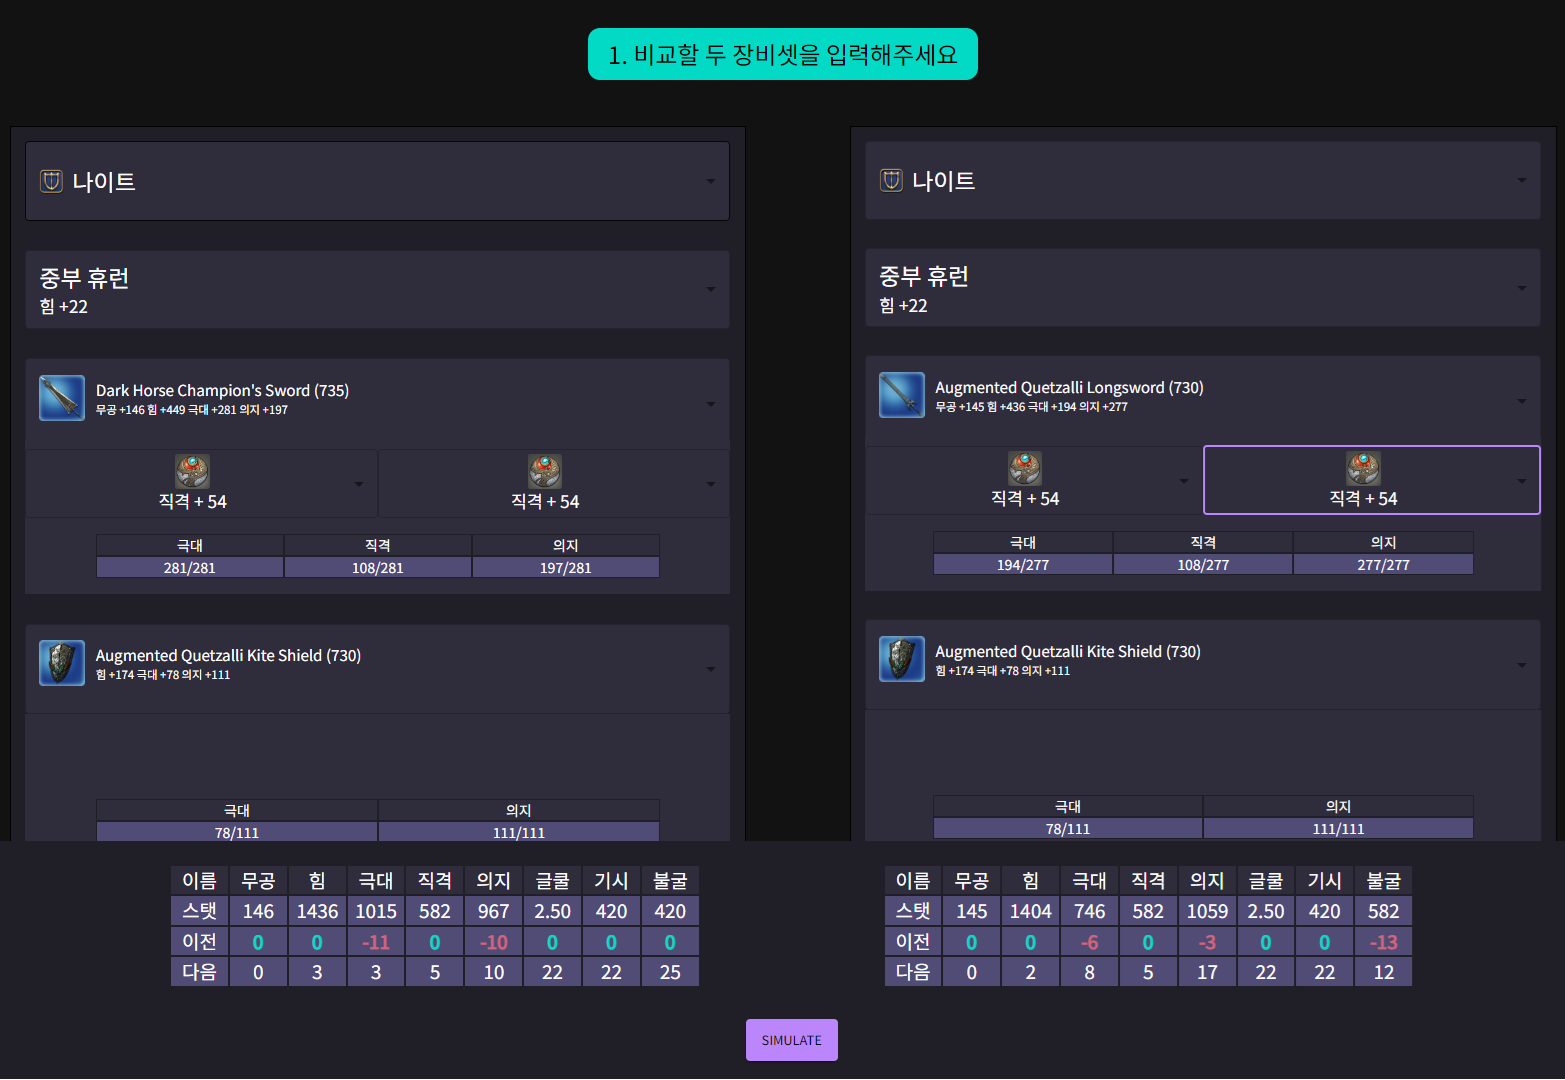 1. 비교할 두 장비셋을 입력해주세요
나이트
중부 휴런
힘 +22
Dark Horse Champion's Sword (735)
무공 +146 힘 +449 극대 +281 의지 +197
직격 + 54 직격 + 54
극대 직격 의지
281/281 108/281 197/281
Augmented Quetzalli Kite Shield (730)
힘 +174 극대 +78 의지 +111
극대 의지
78/111 111/111
나이트
중부 휴런
힘 +22
Augmented Quetzalli Longsword (730)
무공 +145 힘 +436 극대 +194 의지 +277
직격 + 54 직격 + 54
극대 직격 의지
194/277 108/277 277/277
Augmented Quetzalli Kite Shield (730)
힘 +174 극대 +78 의지 +111
극대 의지
78/111 111/111
이름 무공 힘 극대 직격 의지 글쿨 기시 불굴
스탯 146 1436 1015 582 967 2.50 420 420
이전 0 0 -11 0 -10 0 0 0
다음 0 3 3 5 10 22 22 25
이름 무공 힘 극대 직격 의지 글쿨 기시 불굴
스탯 145 1404 746 582 1059 2.50 420 582
이전 0 0 -6 0 -3 0 0 -13
다음 0 2 8 5 17 22 22 12
SIMULATE